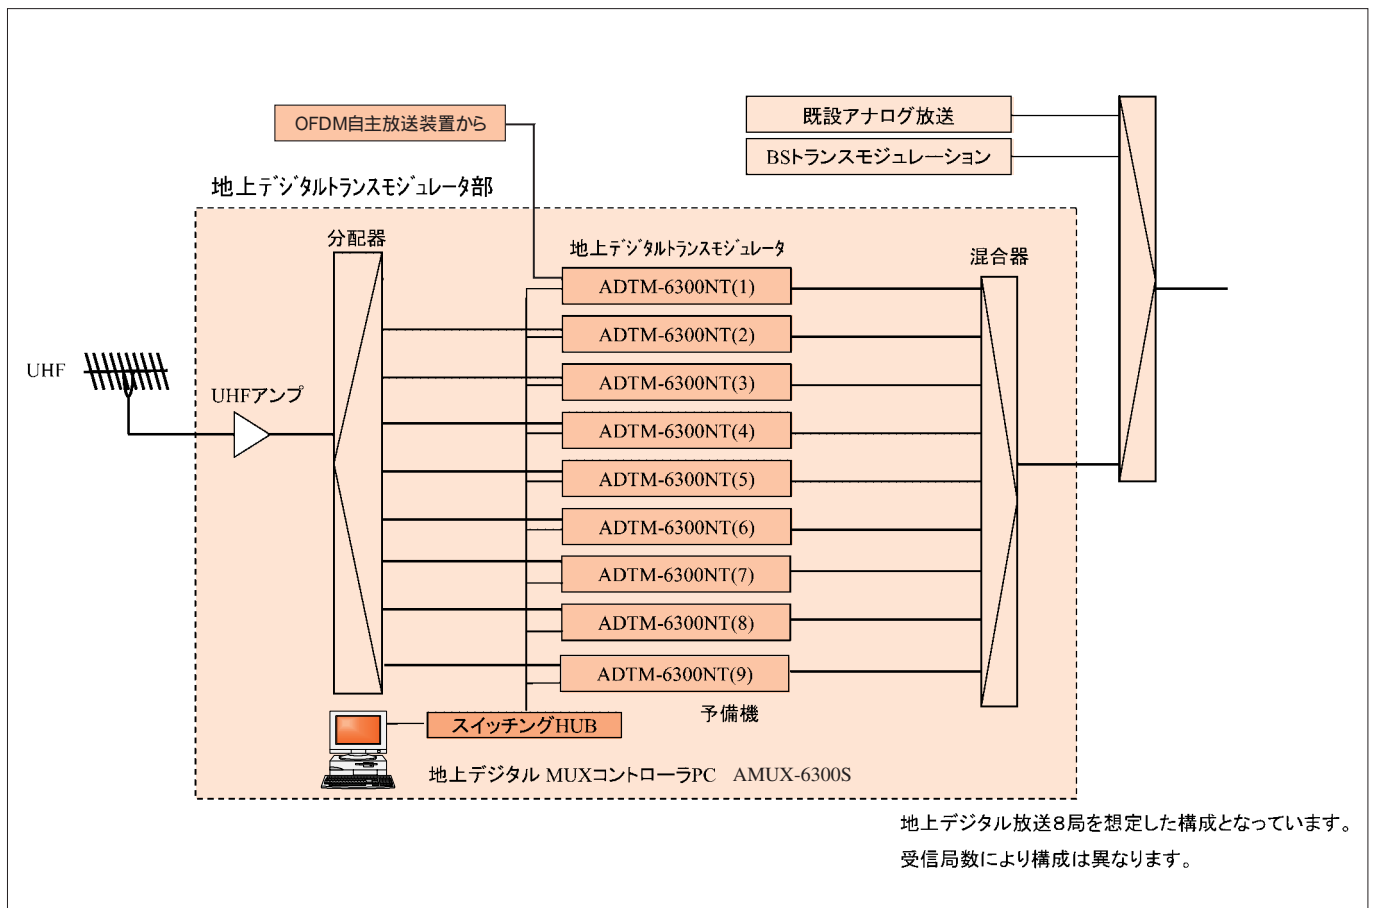 既設アナログ放送
OFDM自主放送装置から
BSトランスモジュレーション
地上デジタルトランスモジュレータ部
分配器
地上デジタルトランスモジュレータ
混合器
ADTM-6300NT(1)
ADTM-6300NT(2)
UHF
ADTM-6300NT(3)
UHFアンプ
ADTM-6300NT(4)
ADTM-6300NT(5)
ADTM-6300NT(6)
ADTM-6300NT(7)
ADTM-6300NT(8)
ADTM-6300NT(9)
予備機
スイッチングHUB
地上デジタル MUXコントローラPC AMUX-6300S
地上デジタル放送8局を想定した構成となっています。
受信局数により構成は異なります。